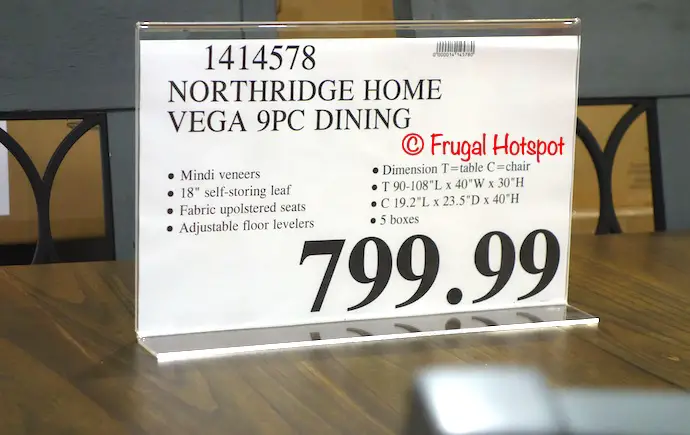 1414578
NORTHRIDGE HOME
VEGA 9PC DINING
© Frugal Hotspot
• Mindi veneers
• 18" self-storing leaf
• Fabric upolstered seats
• Adjustable floor levelers
• Dimension T=table C=chair
• T 90-108"L x 40"W x 30"H
• C 19.2"L x 23.5"D x 40"H
• 5 boxes
799.99